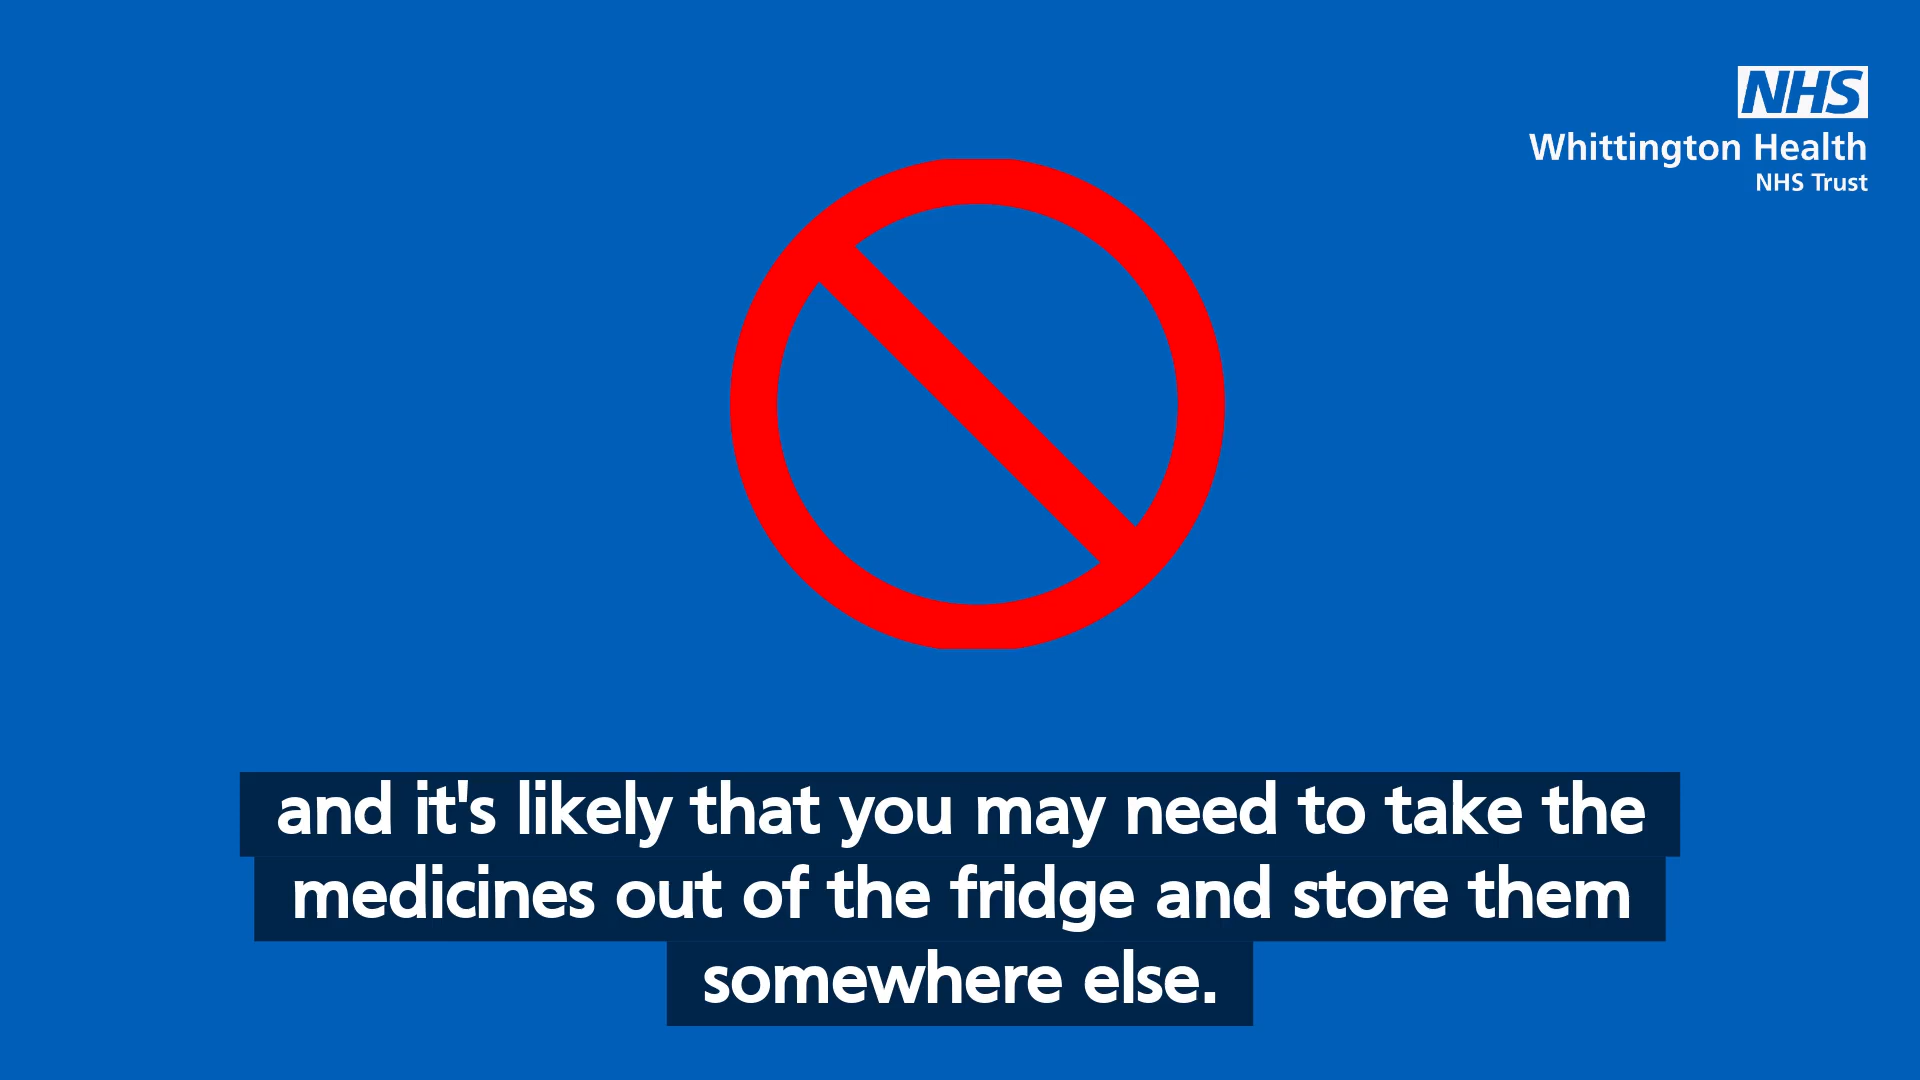 NHS
Whittington Health
NHS Trust
and it's likely that you may need to take the
medicines out of the fridge and store them
somewhere else.